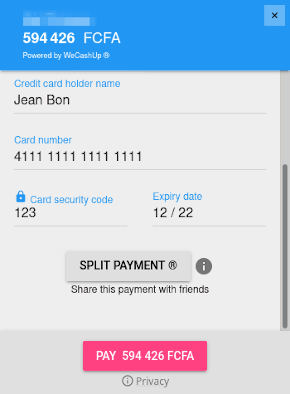 594 426 FCFA
Powered by WeCashUp ®
Credit card holder name
Jean Bon
Card number
4111 1111 1111 1111
Card security code
123
Expiry date
12 / 22
SPLIT PAYMENT ®
Share this payment with friends
PAY 594 426 FCFA
Privacy